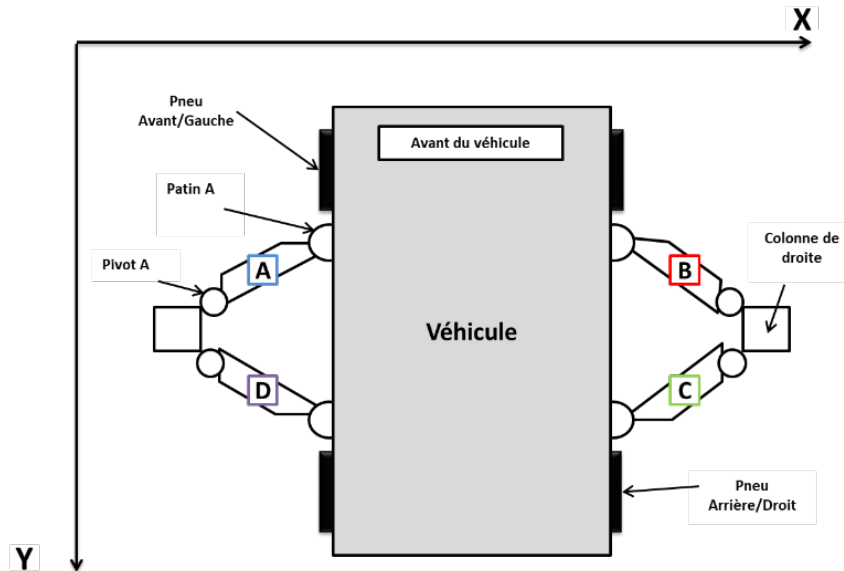 X
Pneu
Avant/Gauche
Avant du véhicule
Patin A
Colonne de
droite
Pivot A
A
B
Véhicule
D
C
Pneu
Arrière/Droit
Y